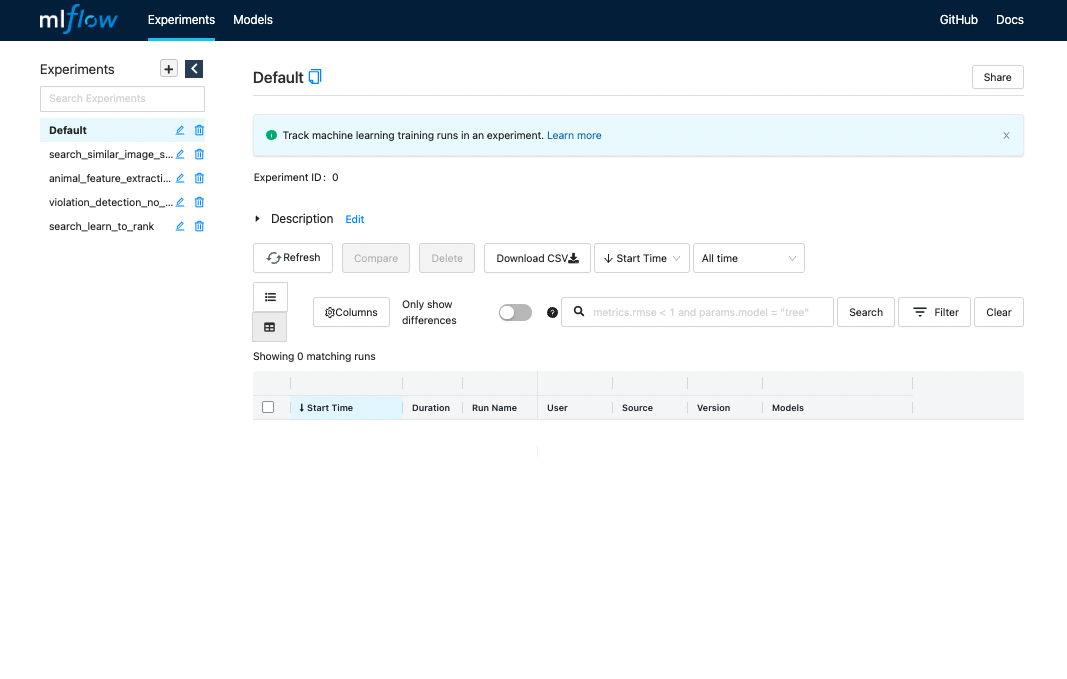 mlflow Experiments Models GitHub Docs
Experiments
Search Experiments
Default
search_similar_image_s...
animal_feature_extracti...
violation_detection_no_...
search_learn_to_rank
Default Share
Track machine learning training runs in an experiment. Learn more
Experiment ID: 0
Description Edit
Refresh Compare Delete Download CSV Start Time All time
Columns Only show differences metrics.rmse < 1 and params.model = "tree" Search Filter Clear
Showing 0 matching runs
Start Time Duration Run Name User Source Version Models